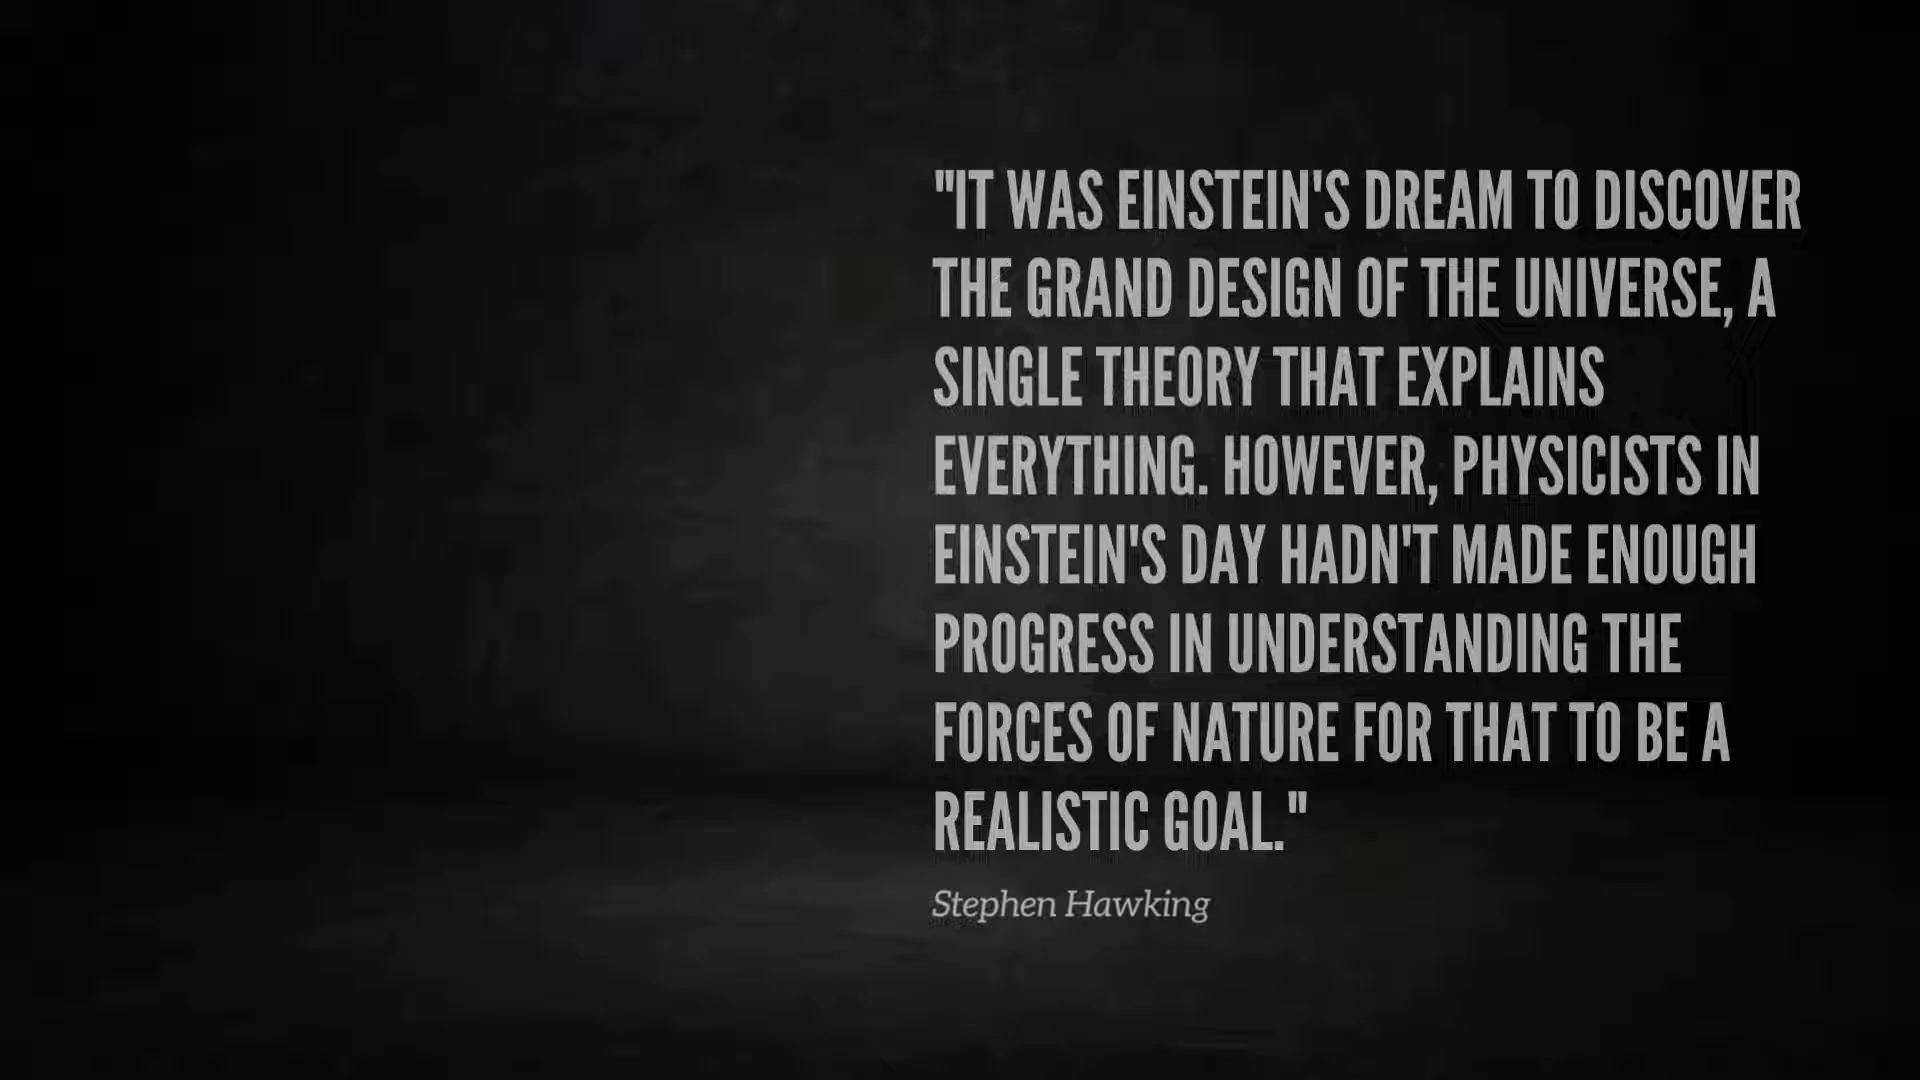 "IT WAS EINSTEIN'S DREAM TO DISCOVER
THE GRAND DESIGN OF THE UNIVERSE, A
SINGLE THEORY THAT EXPLAINS
EVERYTHING. HOWEVER, PHYSICISTS IN
EINSTEIN'S DAY HADN'T MADE ENOUGH
PROGRESS IN UNDERSTANDING THE
FORCES OF NATURE FOR THAT TO BE A
REALISTIC GOAL."
Stephen Hawking